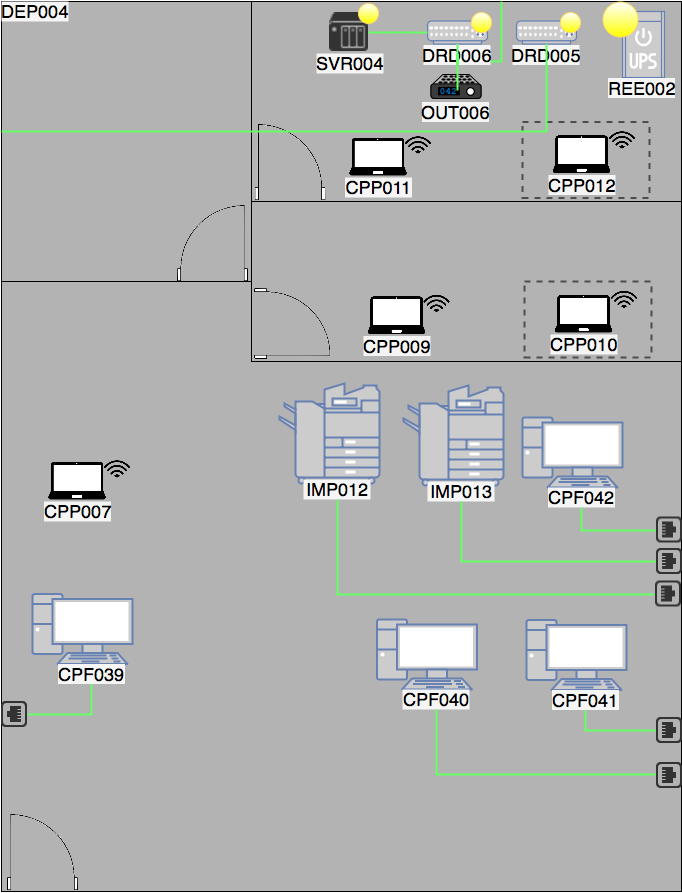 DEP004
SVR004
DRD006
DRD005
UPS
REE002
042
OUT006
CPP011
CPP012
CPP009
CPP010
IMP012
IMP013
CPF042
CPP007
CPF039
CPF040
CPF041